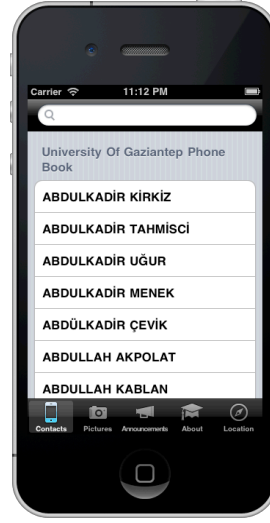 Carrier 11:12 PM
University Of Gaziantep Phone
Book
ABDULKADİR KİRKİZ
ABDULKADİR TAHMİSCİ
ABDULKADİR UĞUR
ABDULKADİR MENEK
ABDÜLKADİR ÇEVİK
ABDULLAH AKPOLAT
ABDULLAH KABLAN
Contacts Pictures Announcements About Location